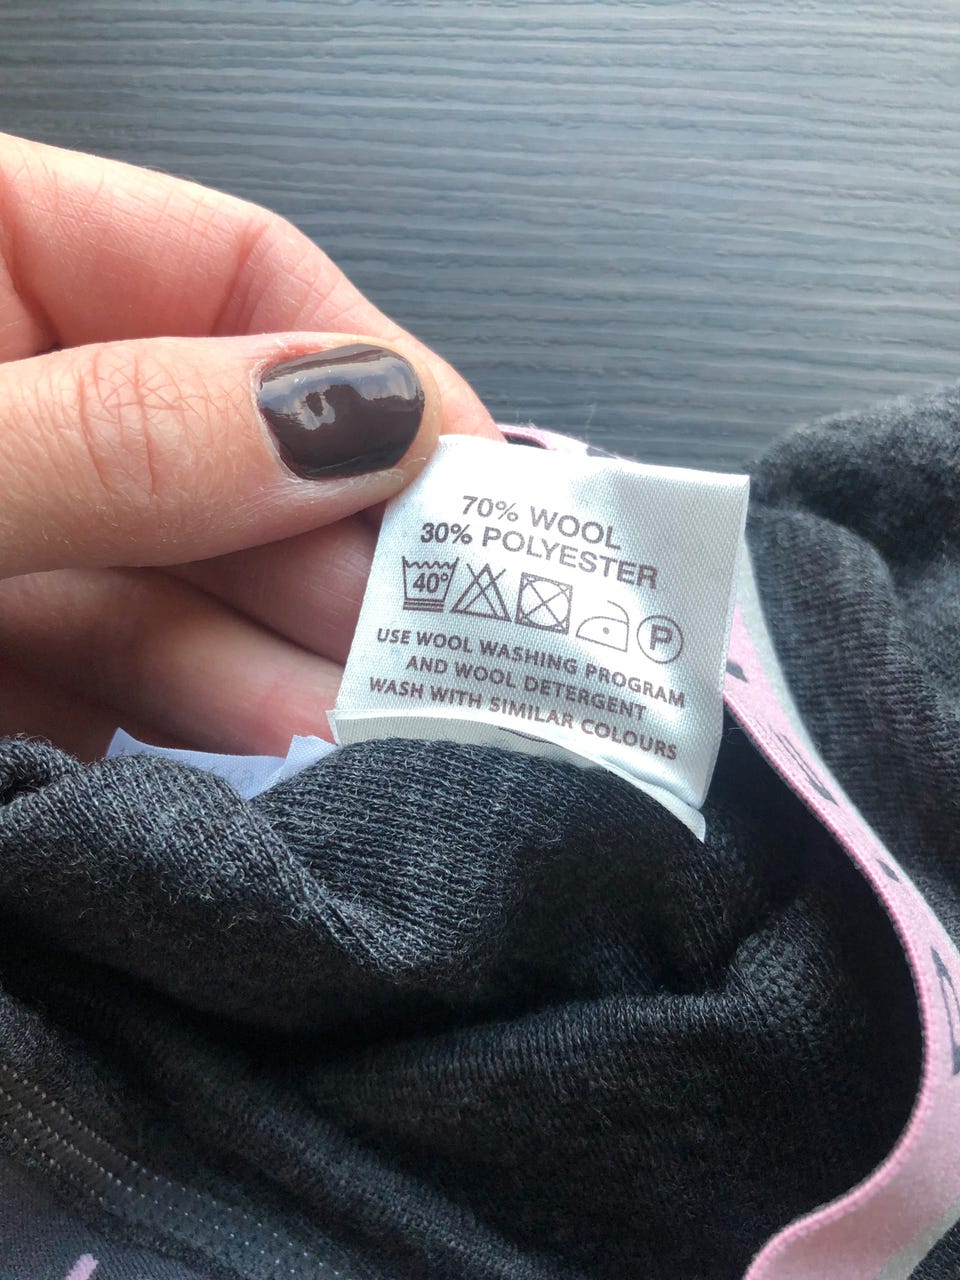 70% WOOL
30% POLYESTER
40° P
USE WOOL WASHING PROGRAM
AND WOOL DETERGENT
WASH WITH SIMILAR COLOURS